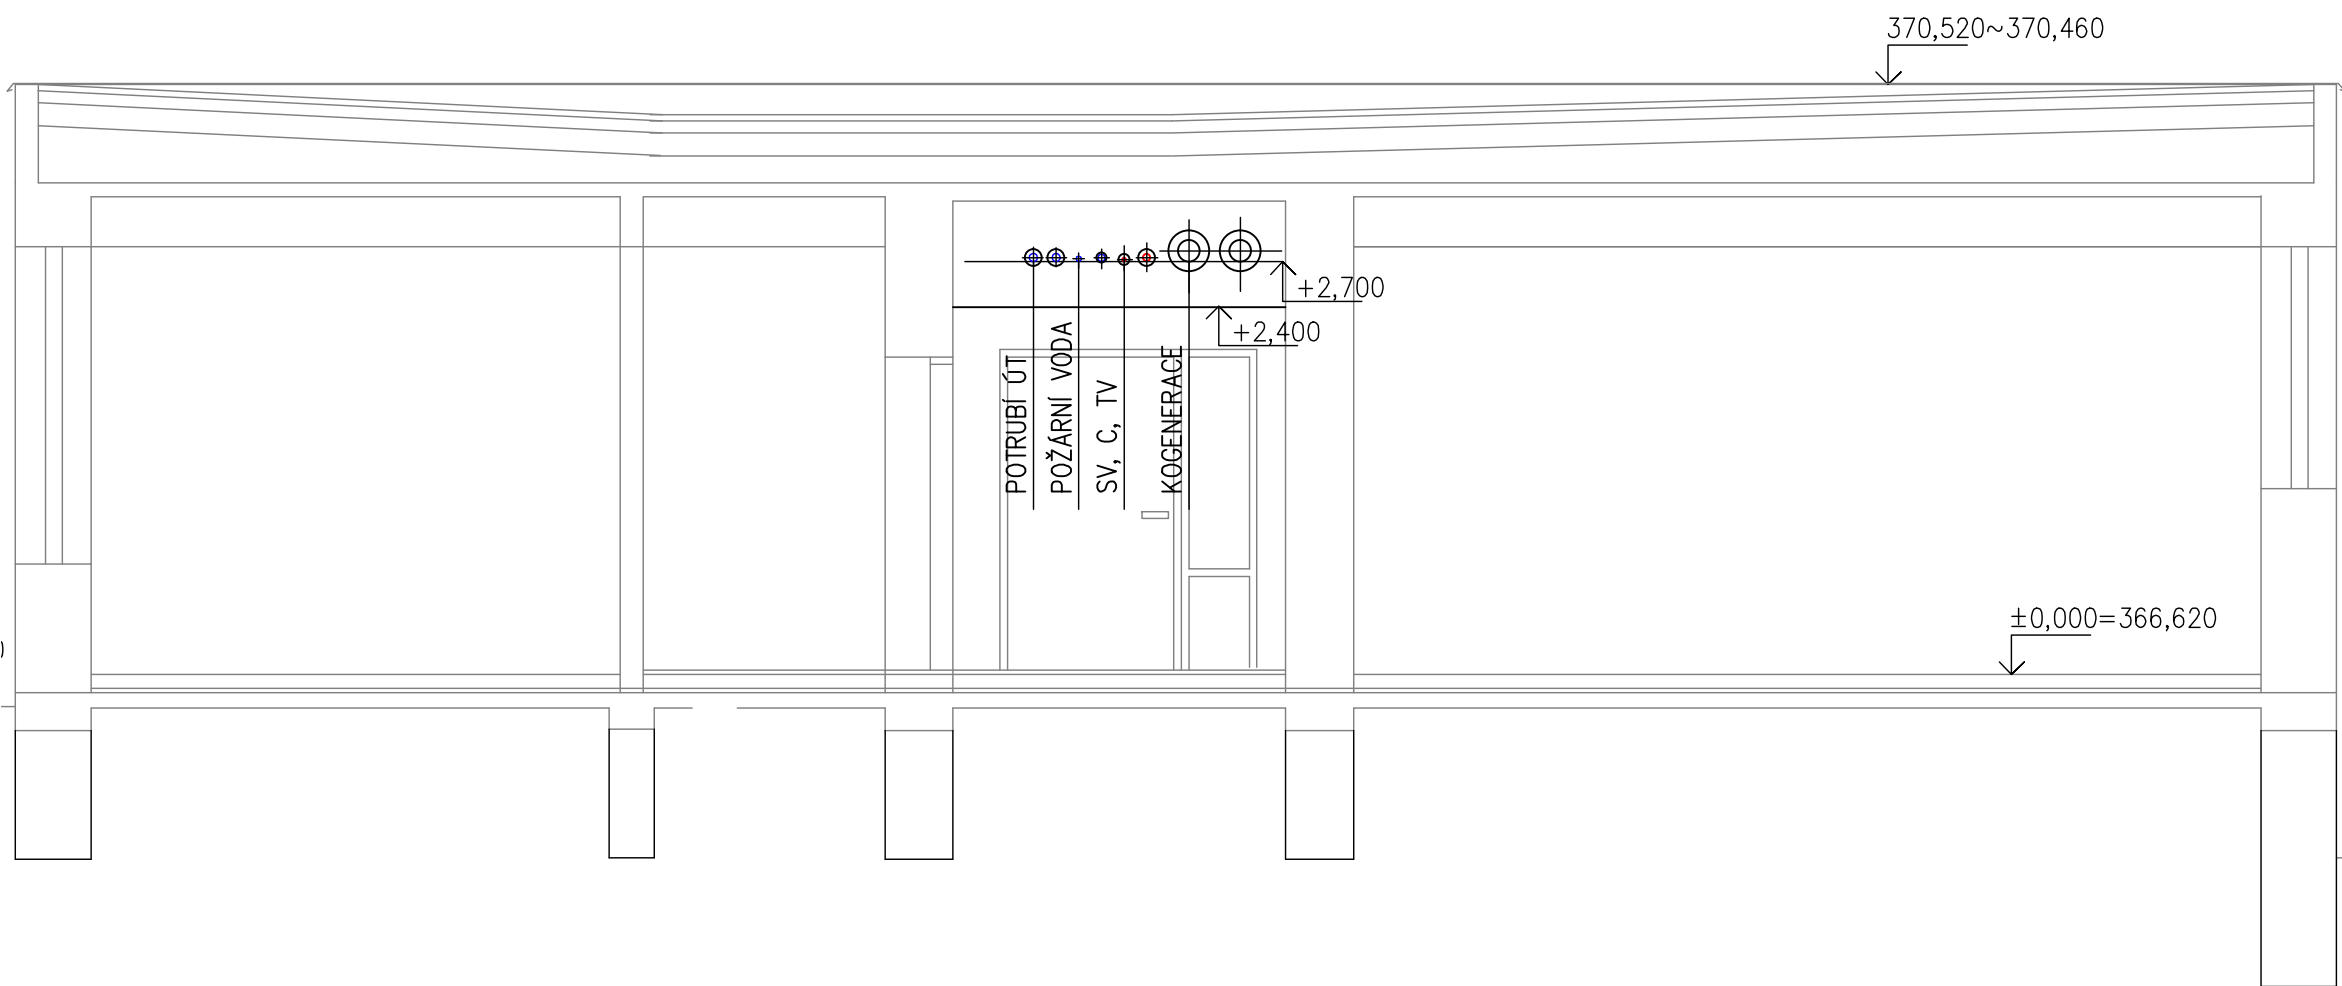 370,520~370,460
+2,700
+2,400
POTRUBÍ ÚT
POŽÁRNÍ VODA
SV, C, TV
KOGENERACE
±0,000=366,620